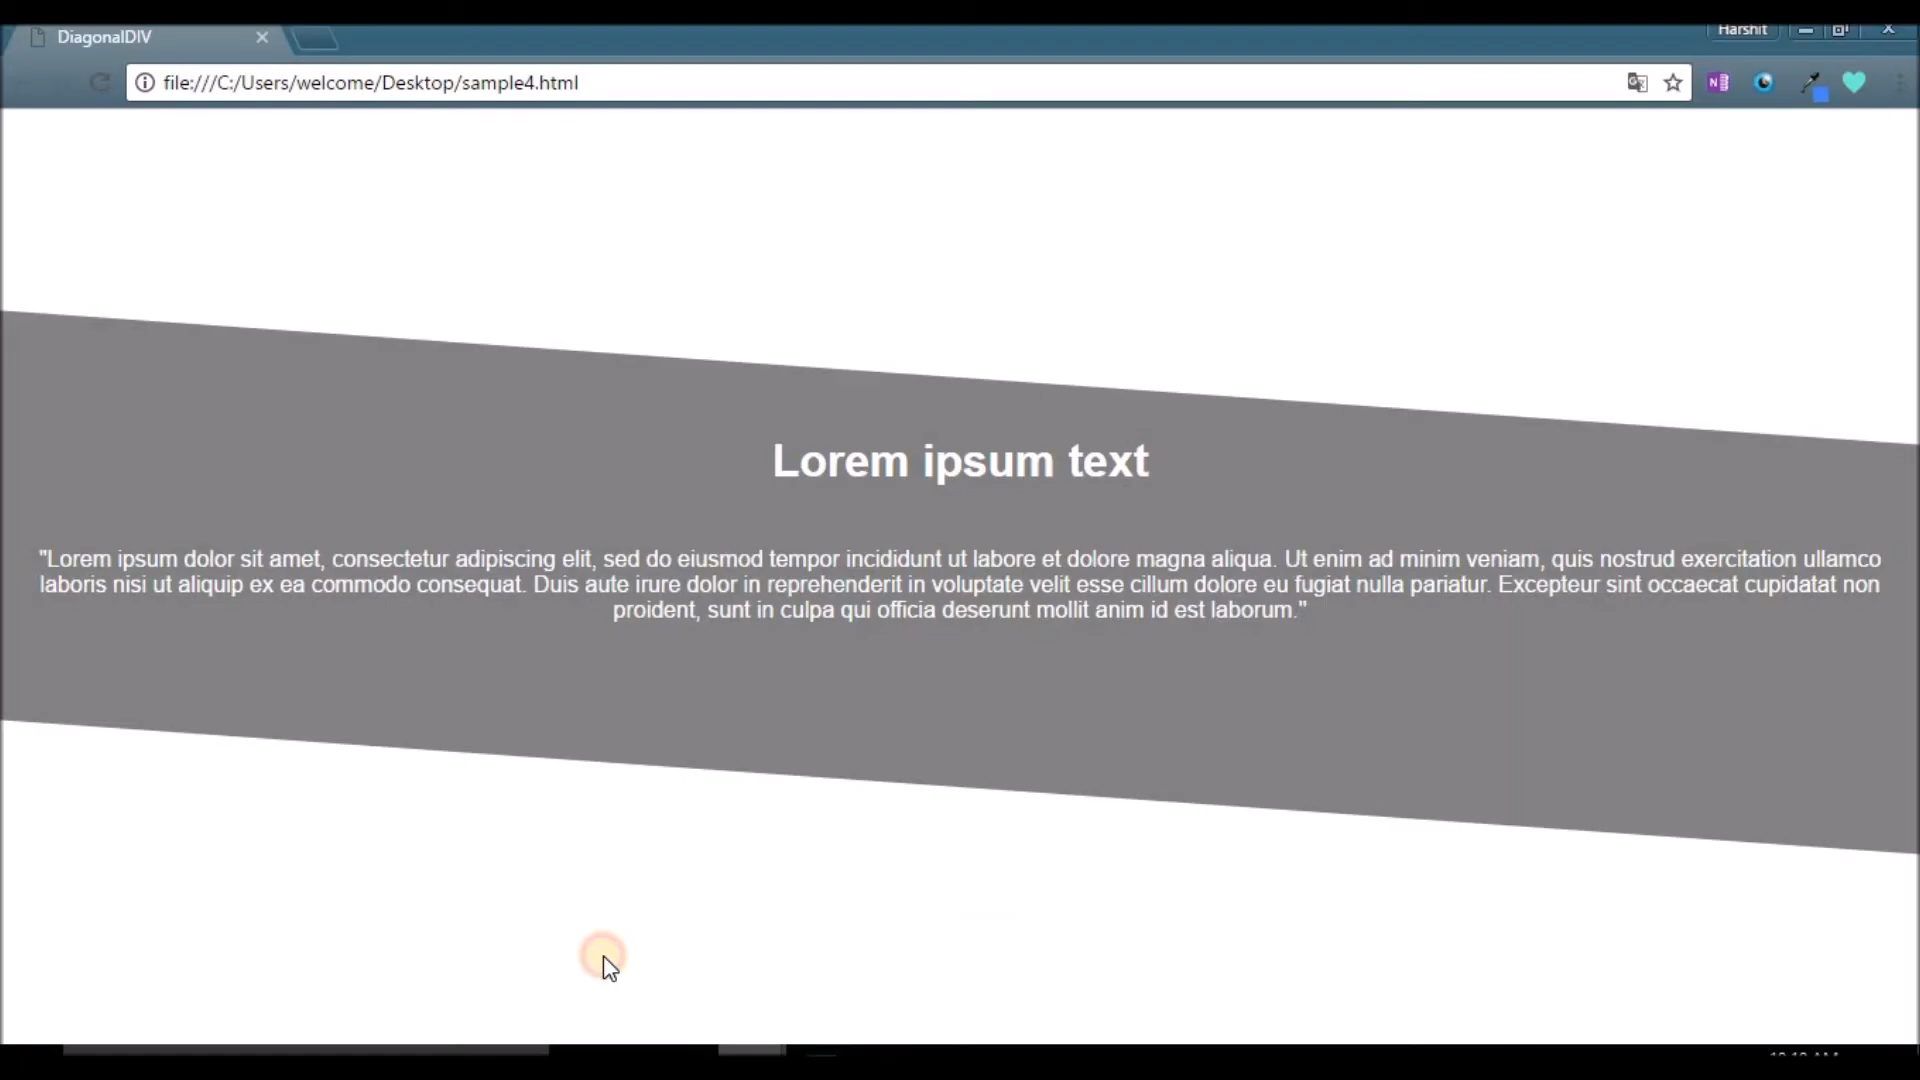 DiagonalDIV
Harshit
file:///C:/Users/welcome/Desktop/sample4.html
N
Lorem ipsum text
"Lorem ipsum dolor sit amet, consectetur adipiscing elit, sed do eiusmod tempor incididunt ut labore et dolore magna aliqua. Ut enim ad minim veniam, quis nostrud exercitation ullamco
laboris nisi ut aliquip ex ea commodo consequat. Duis aute irure dolor in reprehenderit in voluptate velit esse cillum dolore eu fugiat nulla pariatur. Excepteur sint occaecat cupidatat non
proident, sunt in culpa qui officia deserunt mollit anim id est laborum."